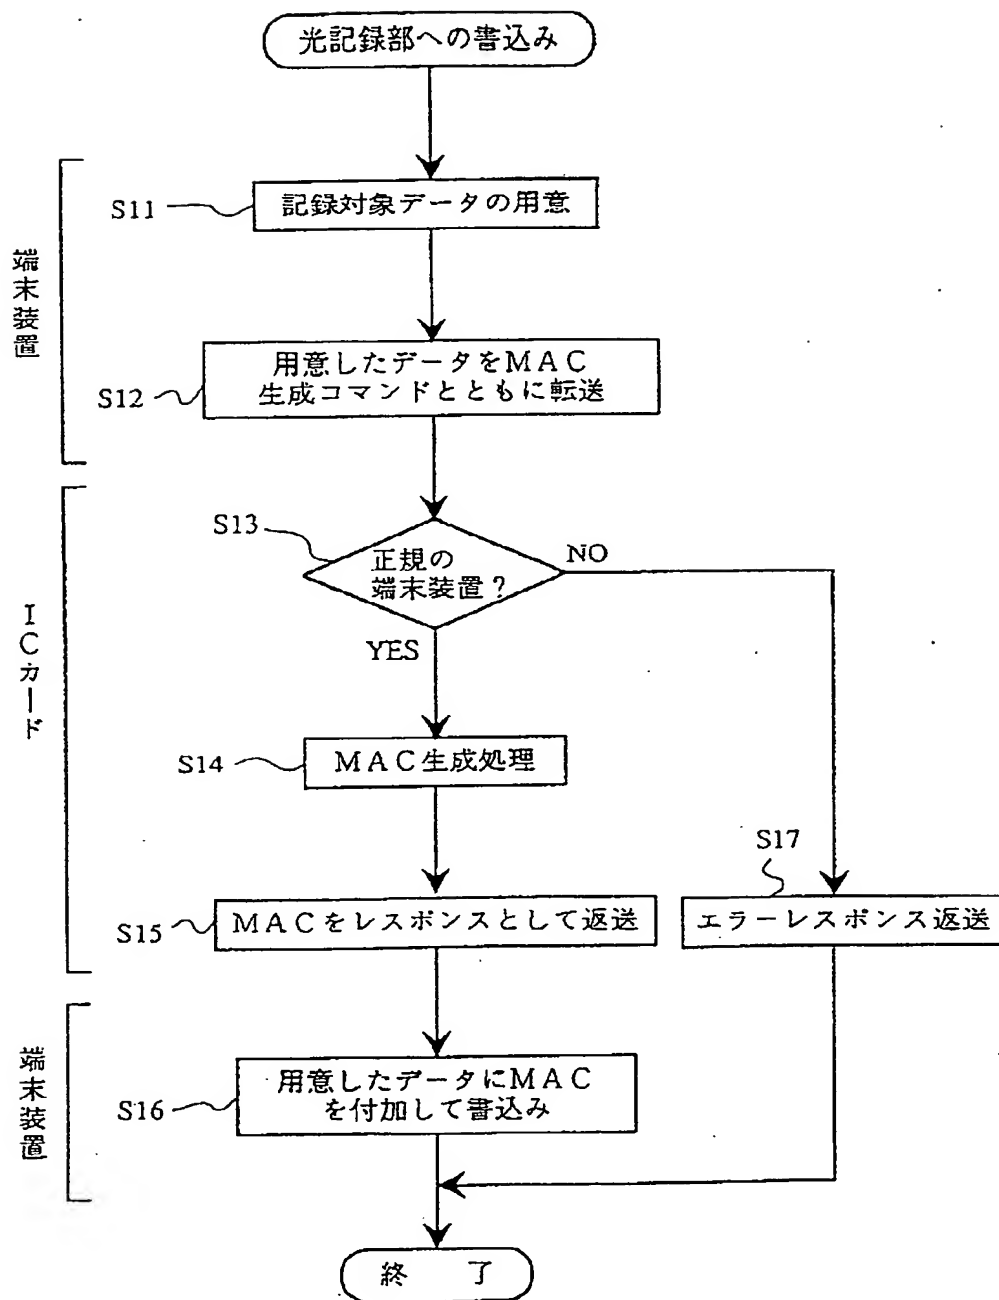 光記録部への書込み
S11
記録対象データの用意
端末装置
用意したデータをMAC
生成コマンドとともに転送
S12
S13
正規の
端末装置?
NO
YES
ICカード
S14
MAC生成処理
S17
S15
MACをレスポンスとして返送
エラーレスポンス返送
端末装置
用意したデータにMAC
を付加して書込み
S16
終 了